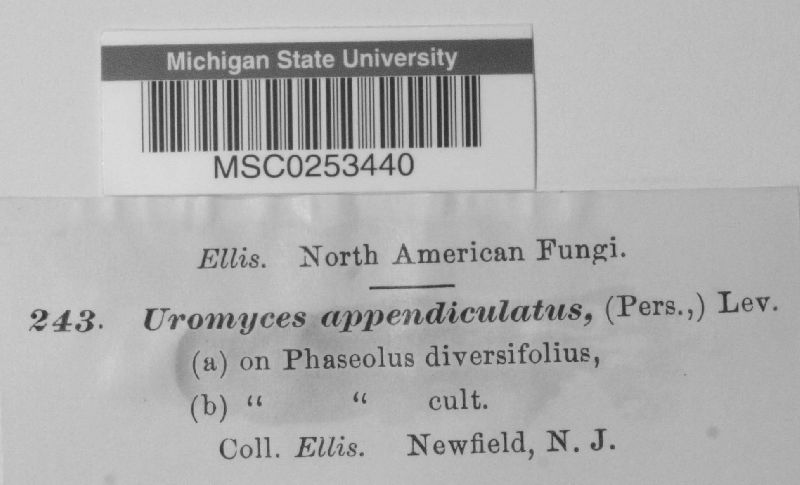 Michigan State University
MSC0253440
Ellis. North American Fungi.
243. Uromyces appendiculatus, (Pers.,) Lev.
(a) on Phaseolus diversifolius,
(b) “ “ cult.
Coll. Ellis. Newfield, N. J.